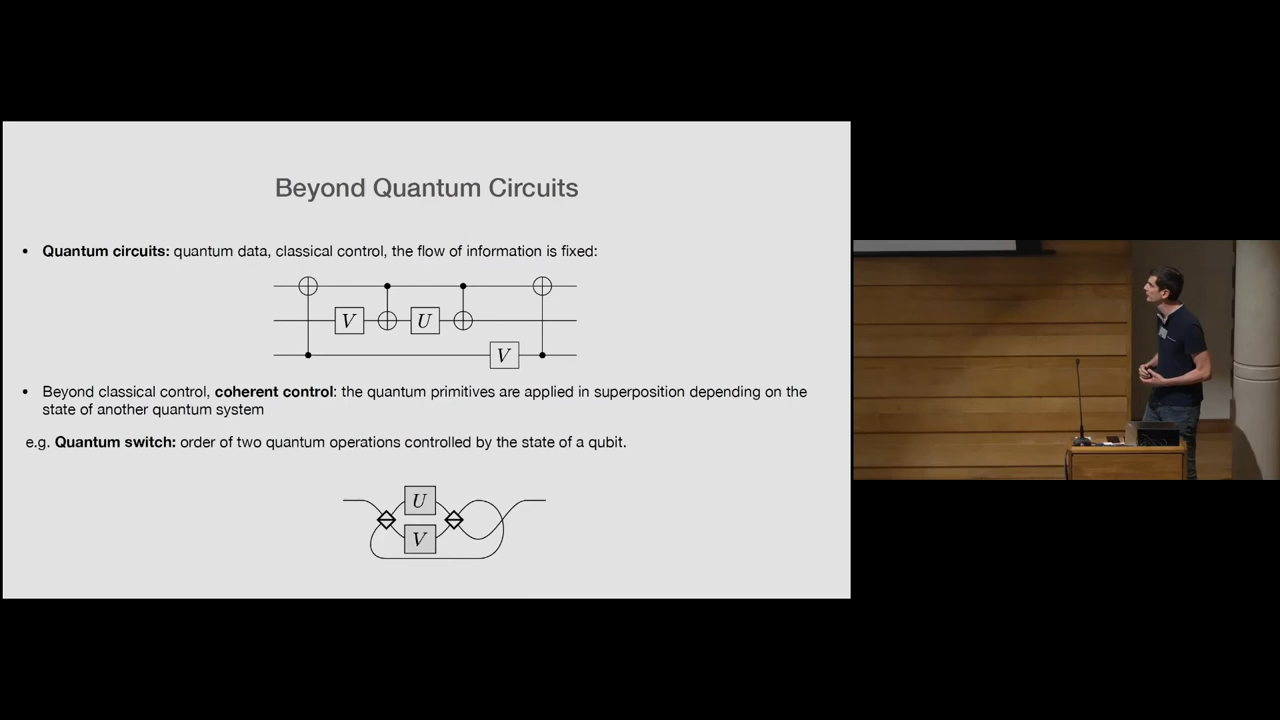 Beyond Quantum Circuits
• Quantum circuits: quantum data, classical control, the flow of information is fixed:
V
U
V
• Beyond classical control, coherent control: the quantum primitives are applied in superposition depending on the
state of another quantum system
e.g. Quantum switch: order of two quantum operations controlled by the state of a qubit.
U
V